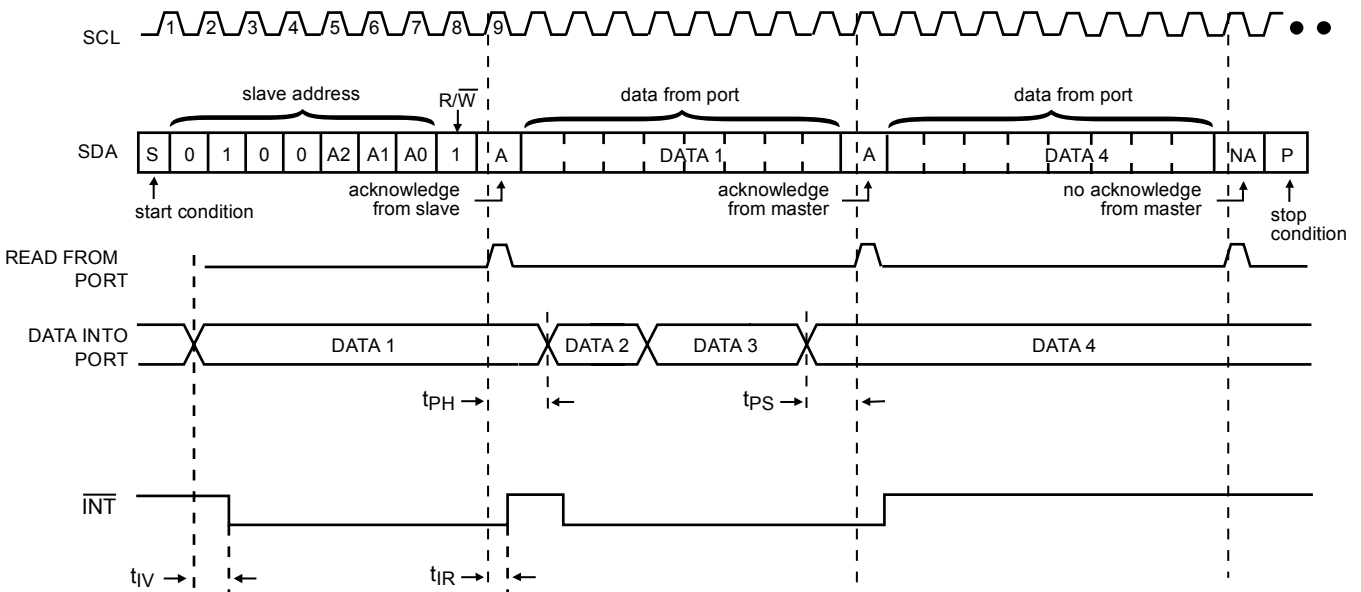 SCL 1 2 3 4 5 6 7 8 9
slave address R/W̅ data from port data from port
SDA S 0 1 0 0 A2 A1 A0 1 A DATA 1 A DATA 4 NA P
start condition
acknowledge
from slave
acknowledge
from master
no acknowledge
from master
stop
condition
READ FROM
PORT
DATA INTO
PORT
DATA 1 DATA 2 DATA 3 DATA 4
tPH tPS
I̅N̅T̅
tIV tIR